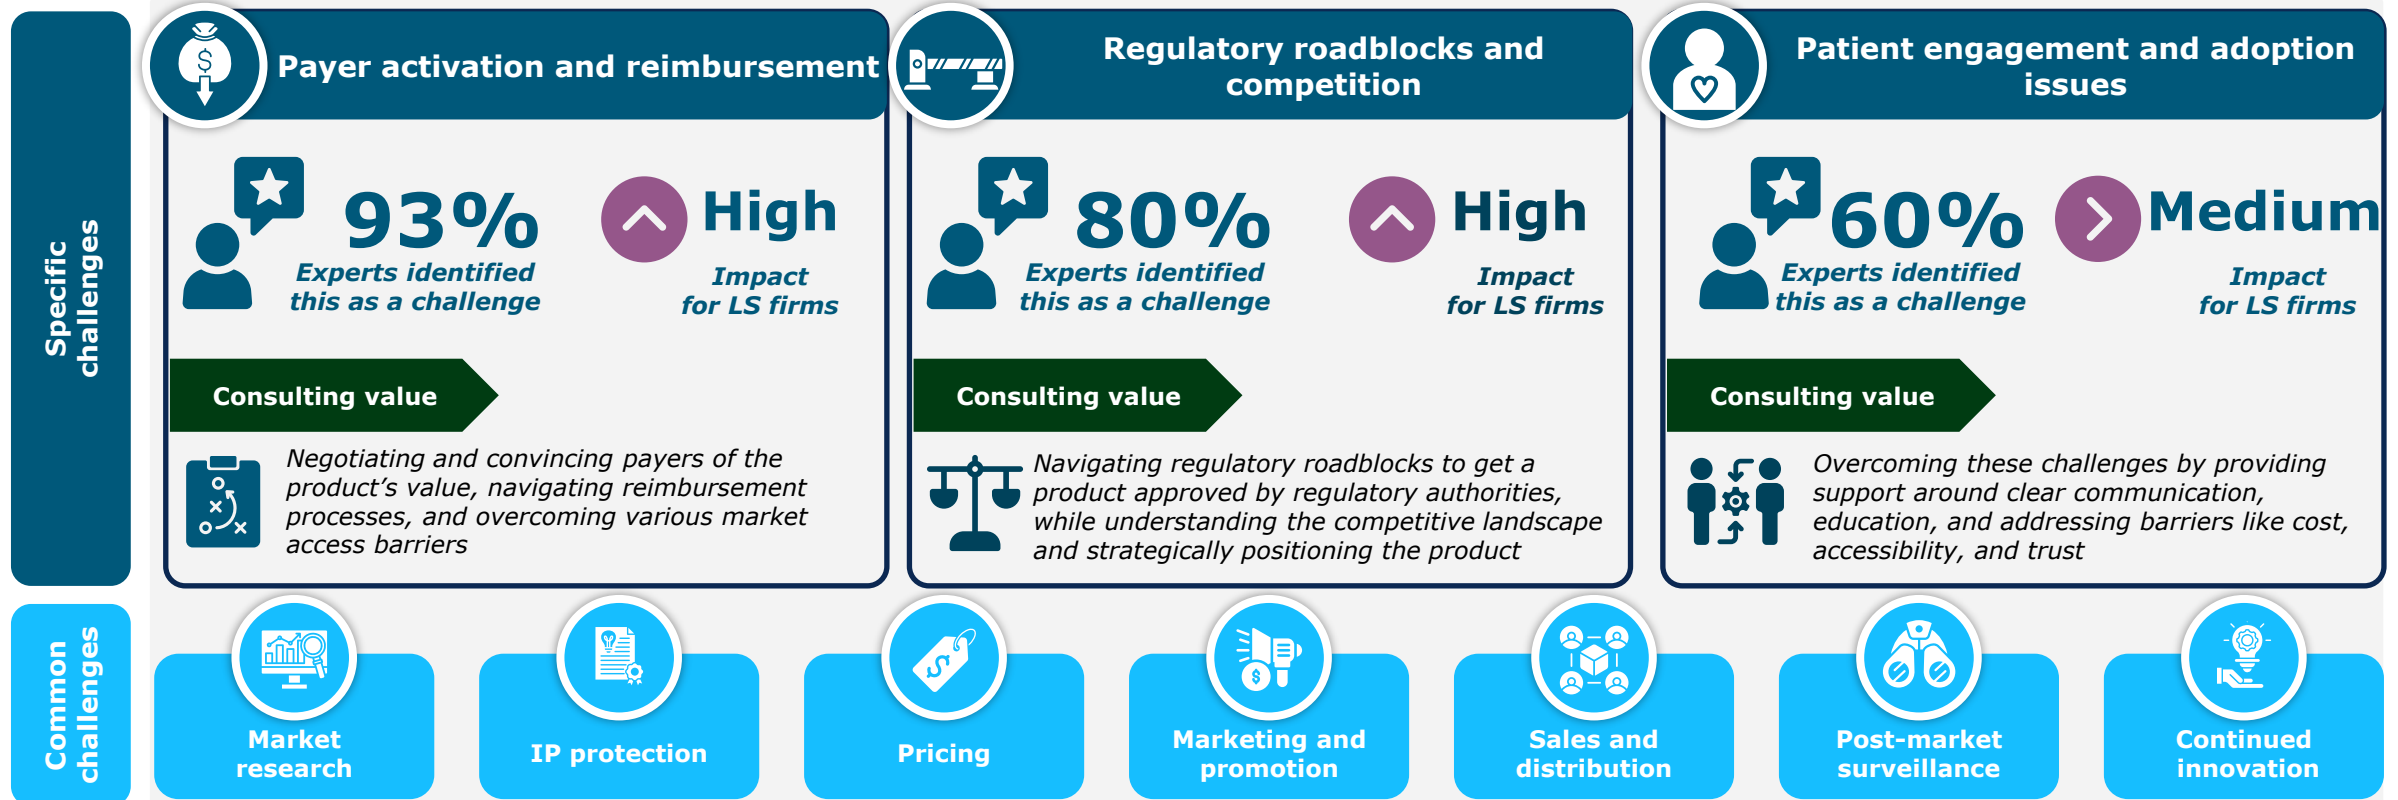 Specific
challenges
Payer activation and reimbursement
93%
Experts identified
this as a challenge
High
Impact
for LS firms
Consulting value
Negotiating and convincing payers of the
product’s value, navigating reimbursement
processes, and overcoming various market
access barriers
Regulatory roadblocks and
competition
80%
Experts identified
this as a challenge
High
Impact
for LS firms
Consulting value
Navigating regulatory roadblocks to get a
product approved by regulatory authorities,
while understanding the competitive landscape
and strategically positioning the product
Patient engagement and adoption
issues
60%
Experts identified
this as a challenge
Medium
Impact
for LS firms
Consulting value
Overcoming these challenges by providing
support around clear communication,
education, and addressing barriers like cost,
accessibility, and trust
Common
challenges
Market
research
IP protection
Pricing
Marketing and
promotion
Sales and
distribution
Post-market
surveillance
Continued
innovation